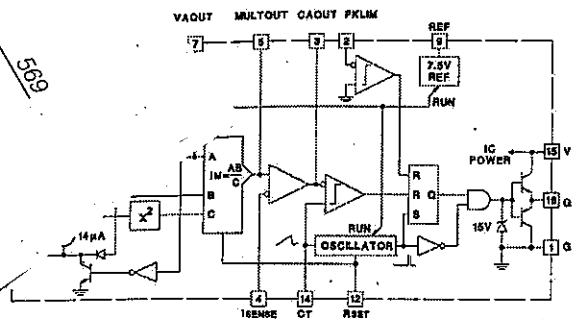 VAOUT MULTOUT CAOUT PKLIM
REF
7 5 3 2 9
569
7.5V
REF
RUN
A
IM=AB/C
B
C
X²
14µA
R
R Q
S
IC
POWER
15 V
16 G
15V
1 G
RUN
OSCILLATOR
4 14 12
ISENSE CT RSET